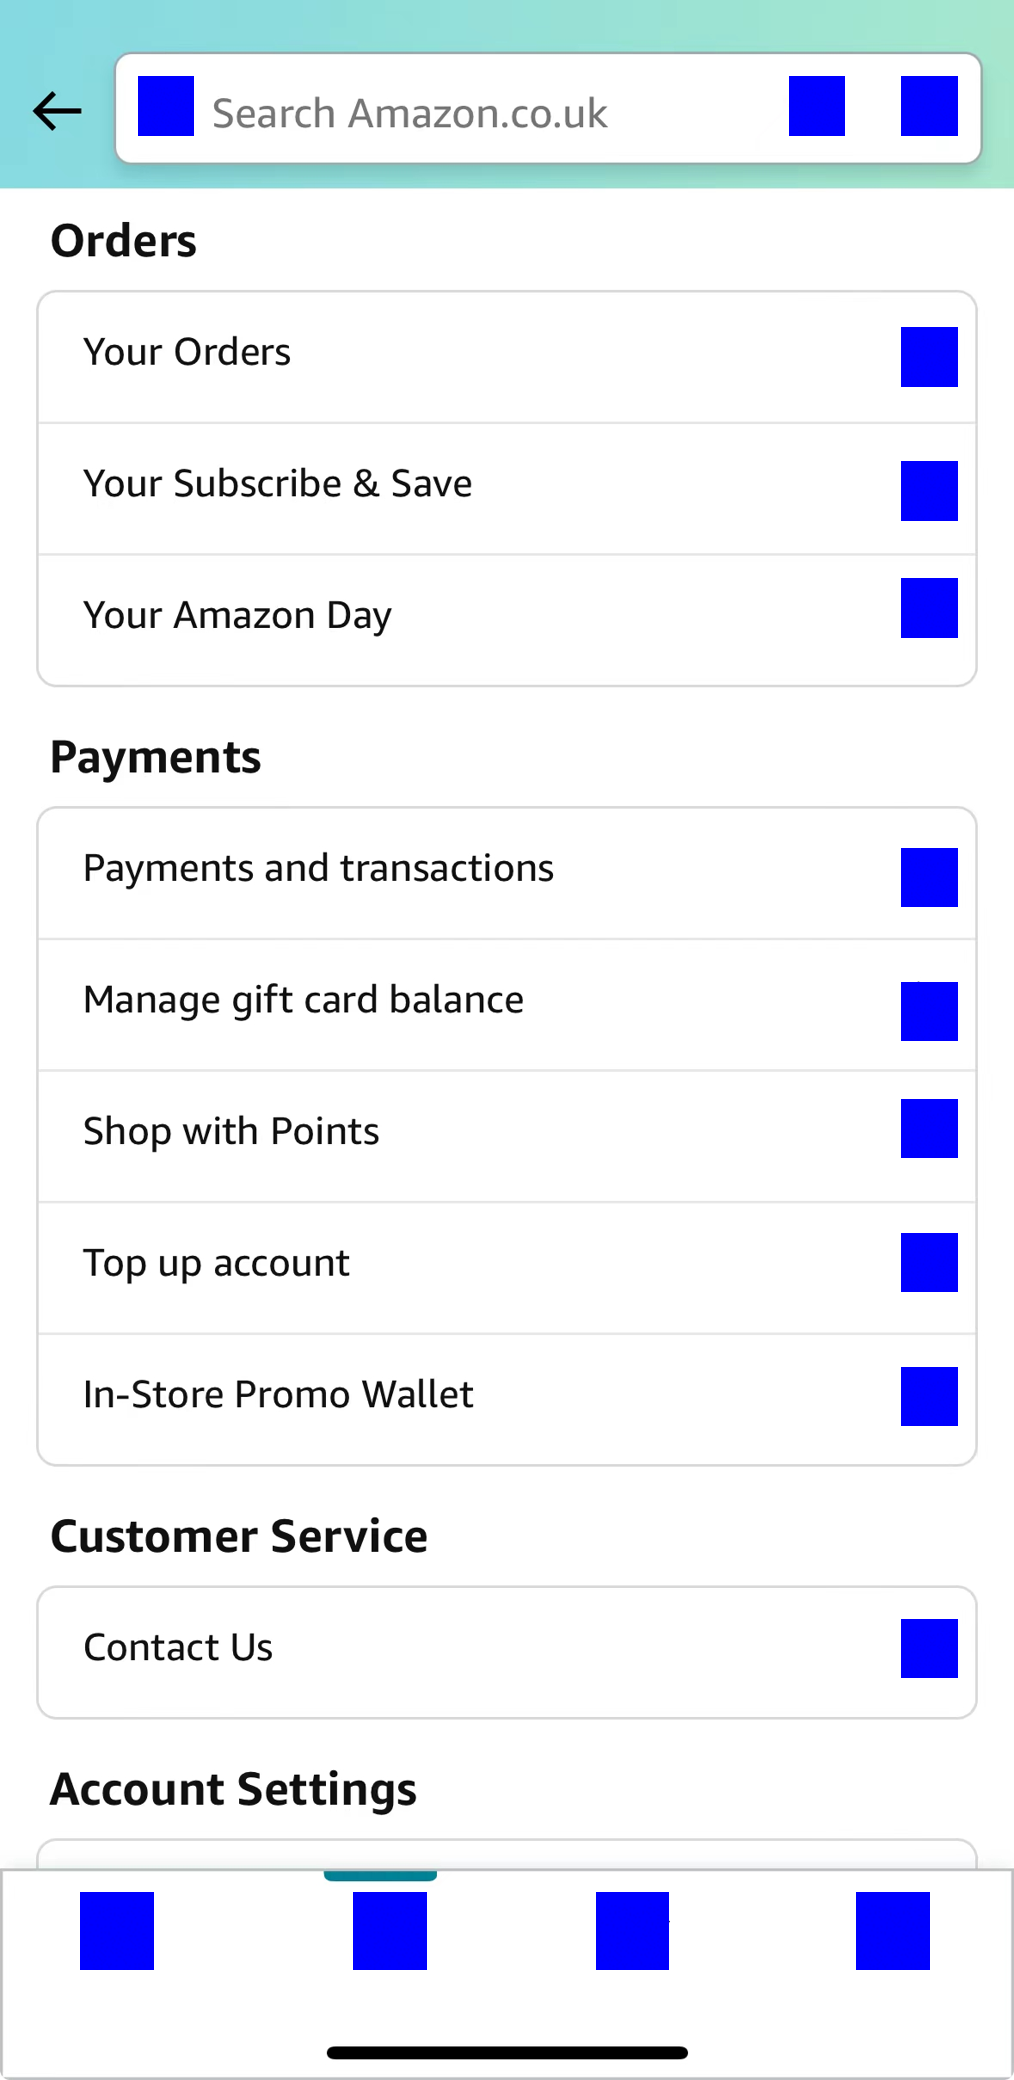 Search Amazon.co.uk
Orders
Your Orders
Your Subscribe & Save
Your Amazon Day
Payments
Payments and transactions
Manage gift card balance
Shop with Points
Top up account
In-Store Promo Wallet
Customer Service
Contact Us
Account Settings